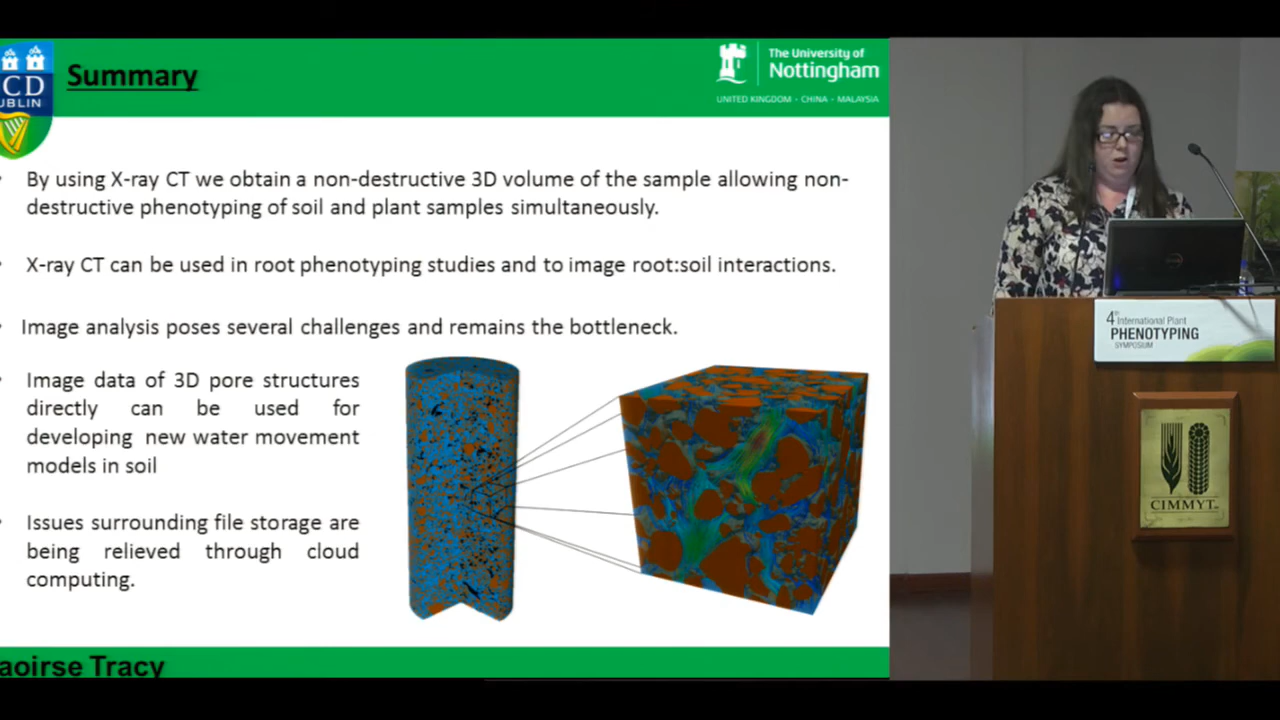 CD
UBLIN
Summary
The University of
Nottingham
UNITED KINGDOM · CHINA · MALAYSIA
By using X-ray CT we obtain a non-destructive 3D volume of the sample allowing non-
destructive phenotyping of soil and plant samples simultaneously.
X-ray CT can be used in root phenotyping studies and to image root:soil interactions.
Image analysis poses several challenges and remains the bottleneck.
Image data of 3D pore structures
directly can be used for
developing new water movement
models in soil
Issues surrounding file storage are
being relieved through cloud
computing.
aoirse Tracy
4th International Plant
PHENOTYPING
SYMPOSIUM
CIMMYT